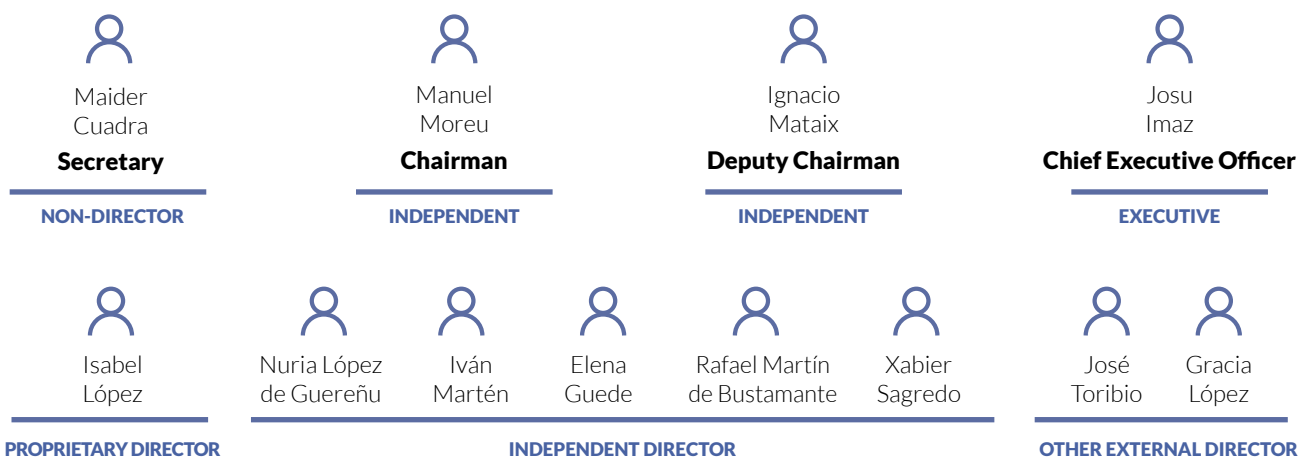 Maider
Cuadra
Secretary
NON-DIRECTOR
Manuel
Moreu
Chairman
INDEPENDENT
Ignacio
Mataix
Deputy Chairman
INDEPENDENT
Josu
Imaz
Chief Executive Officer
EXECUTIVE
Isabel
López
PROPRIETARY DIRECTOR
Nuria López
de Guereñu
Iván
Martén
Elena
Guede
Rafael Martín
de Bustamante
Xabier
Sagredo
INDEPENDENT DIRECTOR
José
Toribio
Gracia
López
OTHER EXTERNAL DIRECTOR